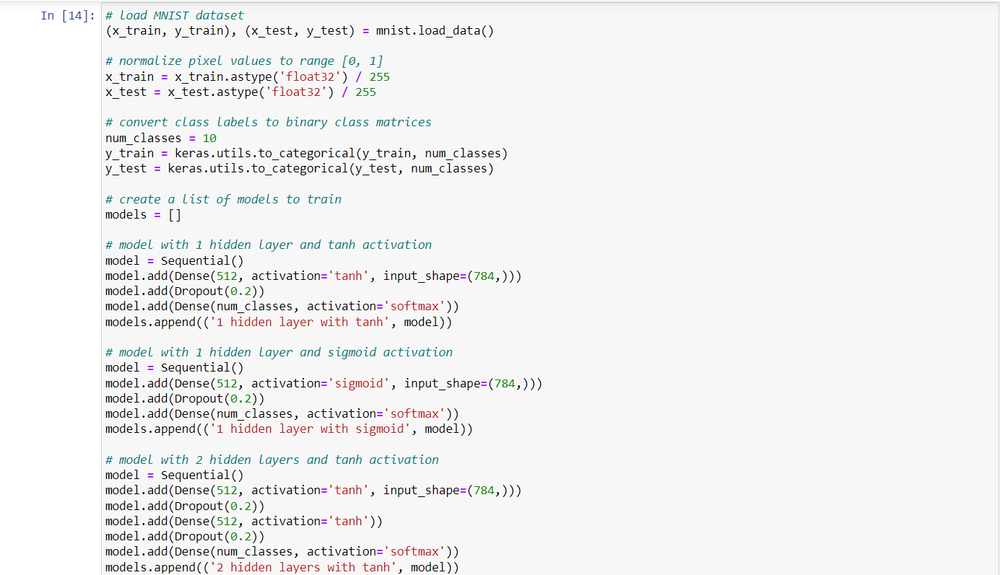 In [14]: # load MNIST dataset
(x_train, y_train), (x_test, y_test) = mnist.load_data()
# normalize pixel values to range [0, 1]
x_train = x_train.astype('float32') / 255
x_test = x_test.astype('float32') / 255
# convert class labels to binary class matrices
num_classes = 10
y_train = keras.utils.to_categorical(y_train, num_classes)
y_test = keras.utils.to_categorical(y_test, num_classes)
# create a list of models to train
models = []
# model with 1 hidden layer and tanh activation
model = Sequential()
model.add(Dense(512, activation='tanh', input_shape=(784,)))
model.add(Dropout(0.2))
model.add(Dense(num_classes, activation='softmax'))
models.append(('1 hidden layer with tanh', model))
# model with 1 hidden layer and sigmoid activation
model = Sequential()
model.add(Dense(512, activation='sigmoid', input_shape=(784,)))
model.add(Dropout(0.2))
model.add(Dense(num_classes, activation='softmax'))
models.append(('1 hidden layer with sigmoid', model))
# model with 2 hidden layers and tanh activation
model = Sequential()
model.add(Dense(512, activation='tanh', input_shape=(784,)))
model.add(Dropout(0.2))
model.add(Dense(512, activation='tanh'))
model.add(Dropout(0.2))
model.add(Dense(num_classes, activation='softmax'))
models.append(('2 hidden layers with tanh', model))